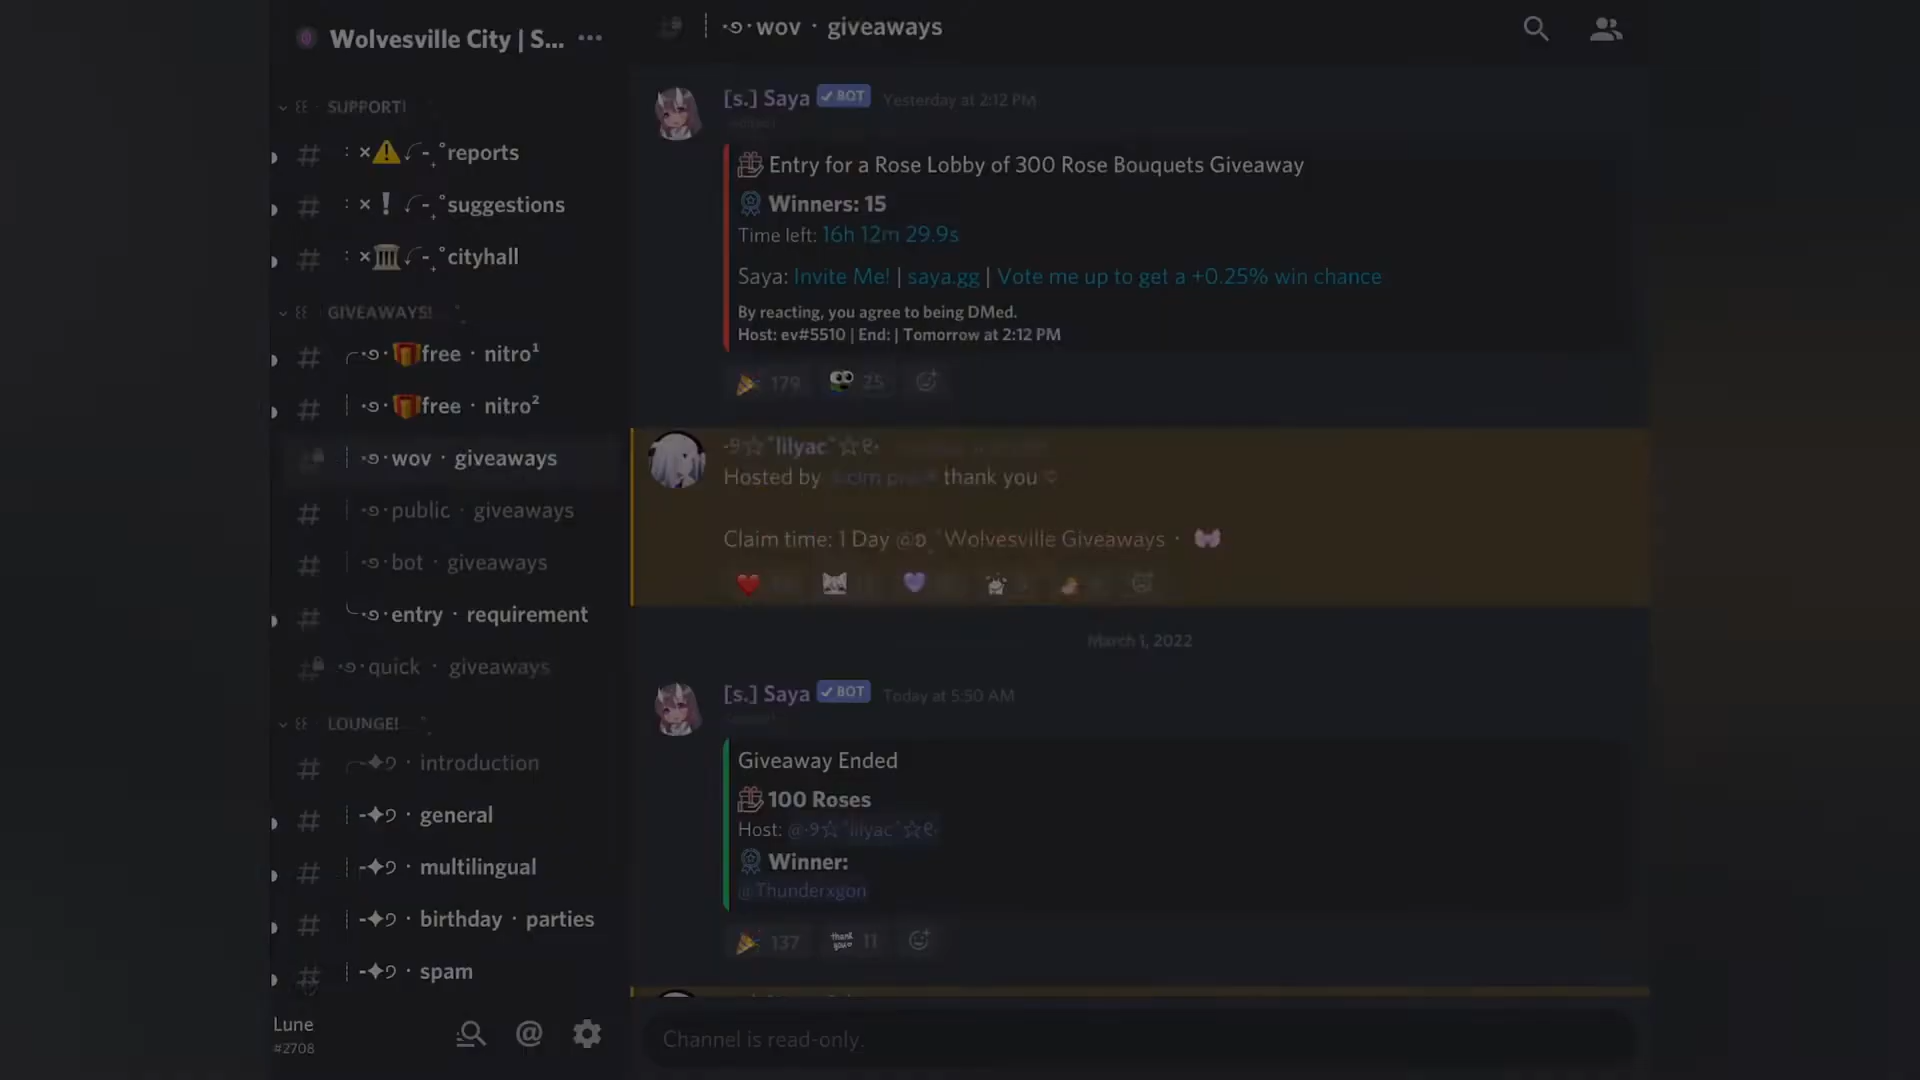 Wolvesville City | S...
SUPPORT!
reports
suggestions
cityhall
GIVEAWAYS!
free · nitro¹
free · nitro²
wov · giveaways
public · giveaways
bot · giveaways
entry · requirement
quick · giveaways
LOUNGE!
introduction
general
multilingual
birthday · parties
spam
Lune
#2708
wov · giveaways
[s.] Saya ✓ BOT Yesterday at 2:12 PM
Entry for a Rose Lobby of 300 Rose Bouquets Giveaway
Winners: 15
Time left: 16h 12m 29.9s
Saya: Invite Me! | saya.gg | Vote me up to get a +0.25% win chance
By reacting, you agree to being DMed.
Host: ev#5510 | End: | Tomorrow at 2:12 PM
179 25
·୨☆˚lilyac˚☆୧·
Hosted by thank you ♡
Claim time: 1 Day @ʚ˳˚Wolvesville Giveaways ·
March 1, 2022
[s.] Saya ✓ BOT Today at 5:50 AM
Giveaway Ended
100 Roses
Host: @·୨☆˚lilyac˚☆୧·
Winner:
@Thunderxgon
137 thank you 11
Channel is read-only.